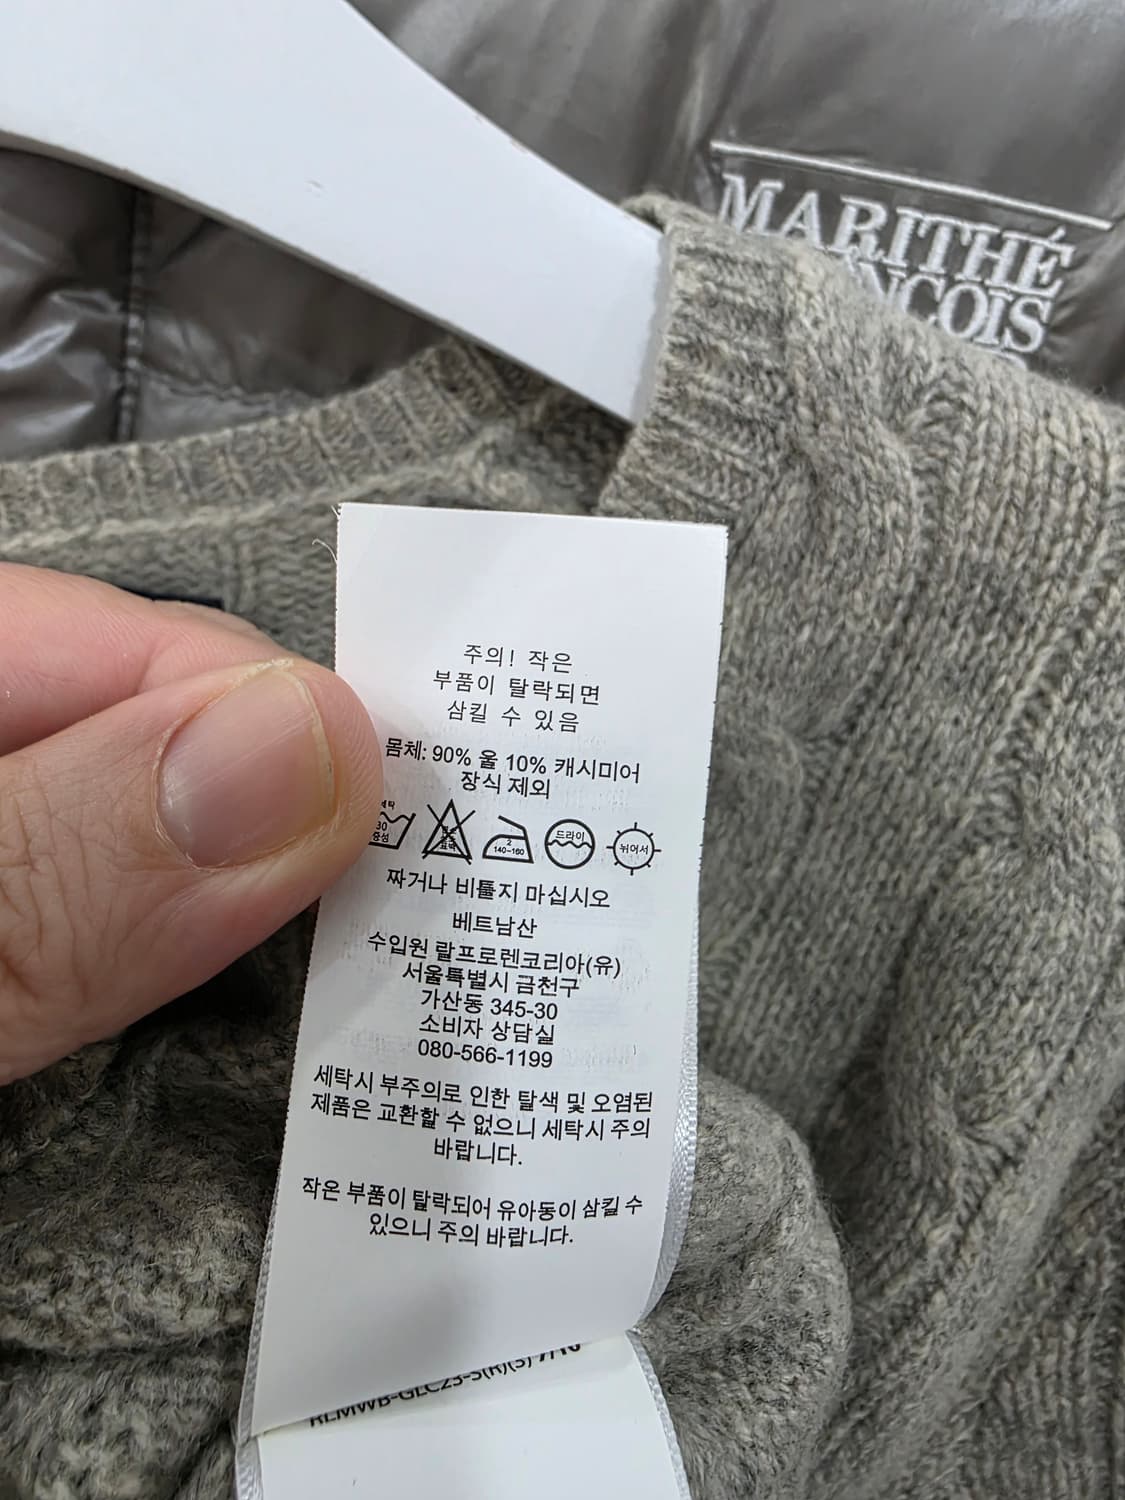 MARITHÉ
NCOIS
주의! 작은
부품이 탈락되면
삼킬 수 있음
몸체: 90% 울 10% 캐시미어
장식 제외
30
중성
2
140~160
드라이
뉘어서
짜거나 비틀지 마십시오
베트남산
수입원 랄프로렌코리아(유)
서울특별시 금천구
가산동 345-30
소비자 상담실
080-566-1199
세탁시 부주의로 인한 탈색 및 오염된
제품은 교환할 수 없으니 세탁시 주의
바랍니다.
작은 부품이 탈락되어 유아동이 삼킬 수
있으니 주의 바랍니다.